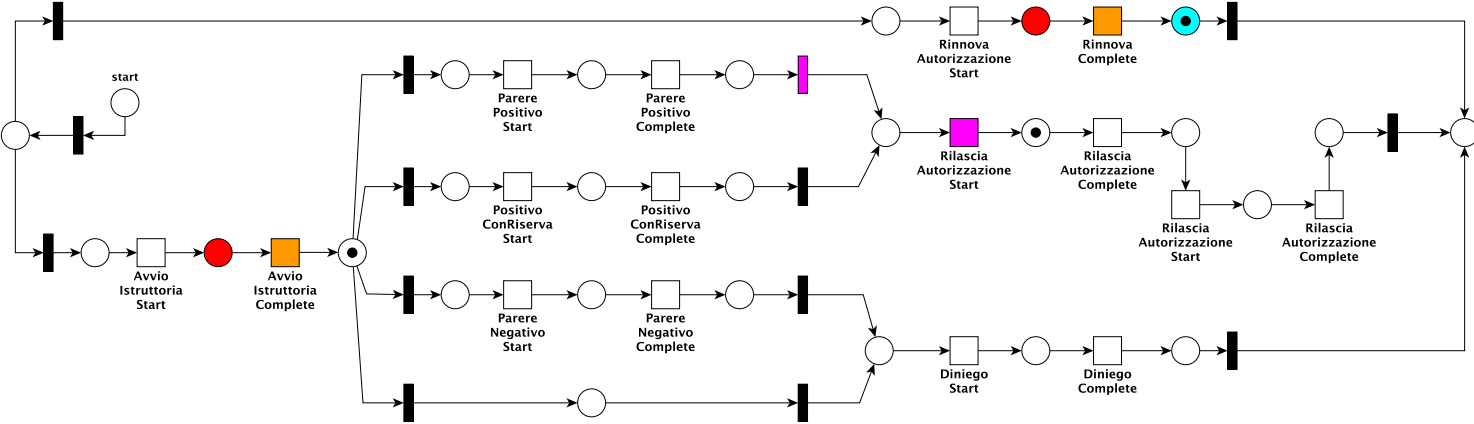 Rinnova
Autorizzazione
Start
Rinnova
Complete
start
Parere
Positivo
Start
Parere
Positivo
Complete
Rilascia
Autorizzazione
Start
Rilascia
Autorizzazione
Complete
Positivo
ConRiserva
Start
Positivo
ConRiserva
Complete
Rilascia
Autorizzazione
Start
Rilascia
Autorizzazione
Complete
Avvio
Istruttoria
Start
Avvio
Istruttoria
Complete
Parere
Negativo
Start
Parere
Negativo
Complete
Diniego
Start
Diniego
Complete